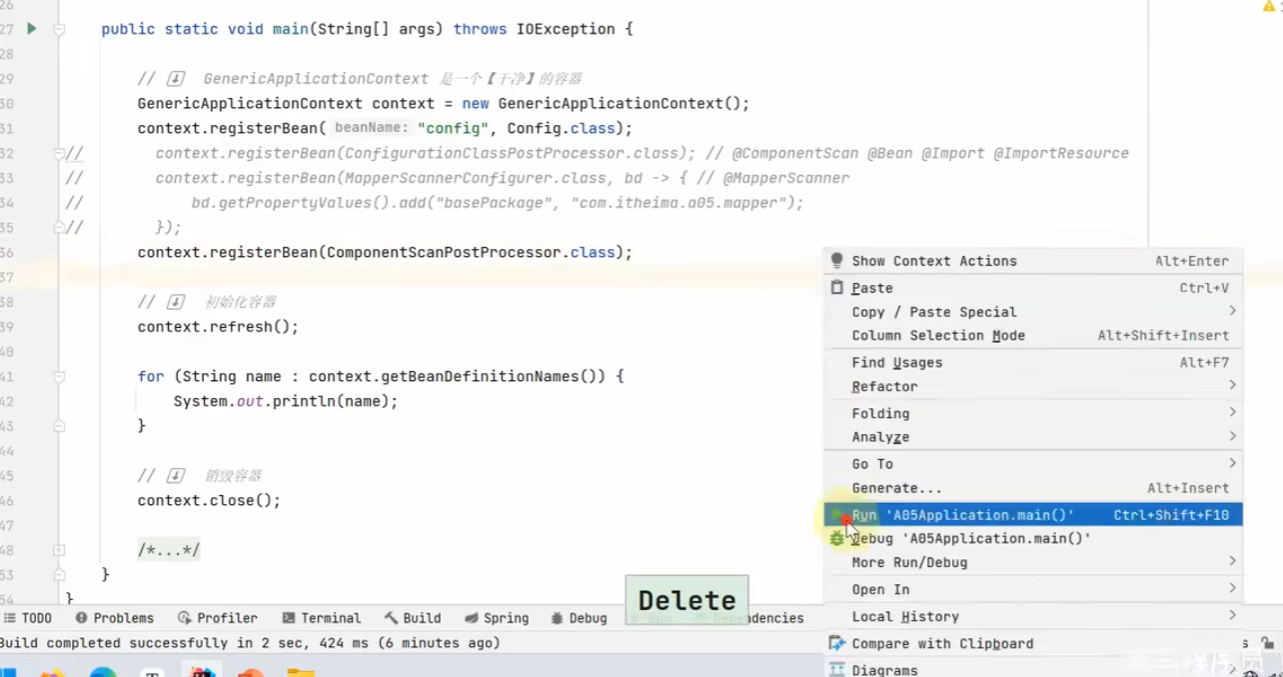 26
27 public static void main(String[] args) throws IOException {
28
29 // GenericApplicationContext 是一个【干净】的容器
30 GenericApplicationContext context = new GenericApplicationContext();
31 context.registerBean( beanName: "config", Config.class);
32 // context.registerBean(ConfigurationClassPostProcessor.class); // @ComponentScan @Bean @Import @ImportResource
33 // context.registerBean(MapperScannerConfigurer.class, bd -> { // @MapperScanner
34 // bd.getPropertyValues().add("basePackage", "com.itheima.a05.mapper");
35 // });
36 context.registerBean(ComponentScanPostProcessor.class);
37
38 // 初始化容器
39 context.refresh();
40
41 for (String name : context.getBeanDefinitionNames()) {
42 System.out.println(name);
43 }
44
45 // 销毁容器
46 context.close();
47
48 /*...*/
53 }
54 }
Show Context Actions Alt+Enter
Paste Ctrl+V
Copy / Paste Special
Column Selection Mode Alt+Shift+Insert
Find Usages Alt+F7
Refactor
Folding
Analyze
Go To
Generate... Alt+Insert
Run 'A05Application.main()' Ctrl+Shift+F10
Debug 'A05Application.main()'
More Run/Debug
Open In
Local History
Compare with Clipboard
Diagrams
Delete
TODO Problems Profiler Terminal Build Spring Debug
Build completed successfully in 2 sec, 424 ms (6 minutes ago)
程序员